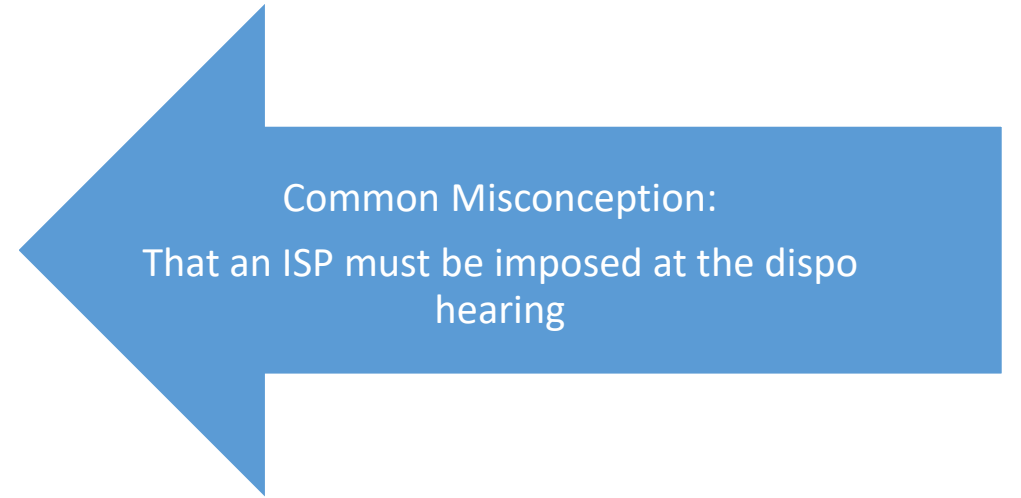 Common Misconception:
That an ISP must be imposed at the dispo
hearing